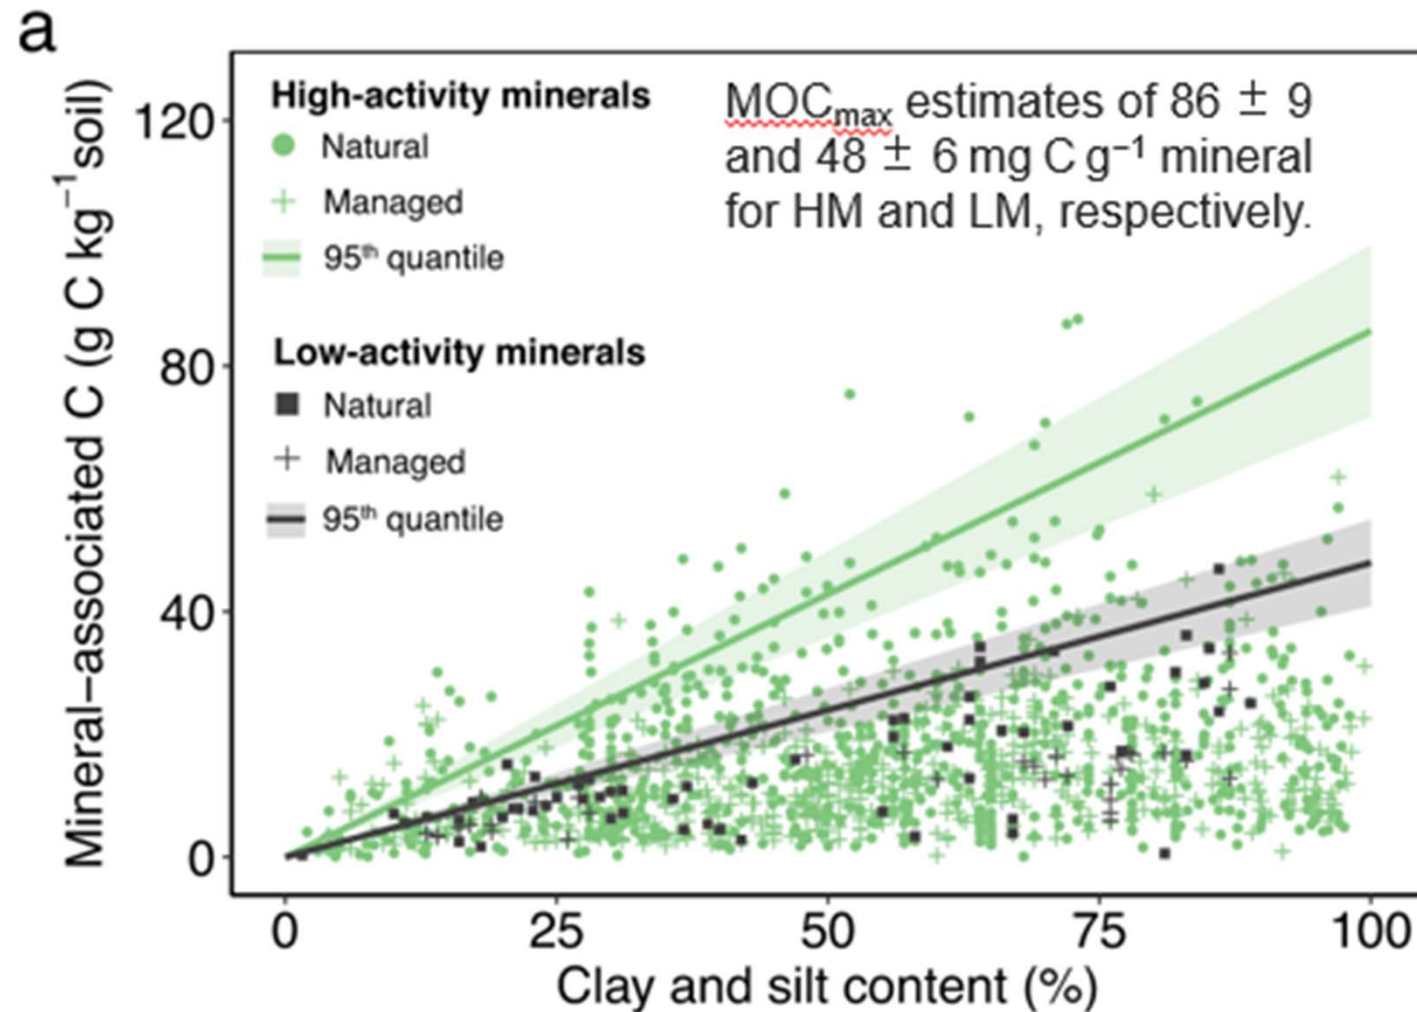 a
High-activity minerals
Natural
Managed
95th quantile
Low-activity minerals
Natural
Managed
95th quantile
MOCmax estimates of 86 ± 9
and 48 ± 6 mg C g⁻¹ mineral
for HM and LM, respectively.
Mineral–associated C (g C kg⁻¹soil)
120
80
40
0
0 25 50 75 100
Clay and silt content (%)